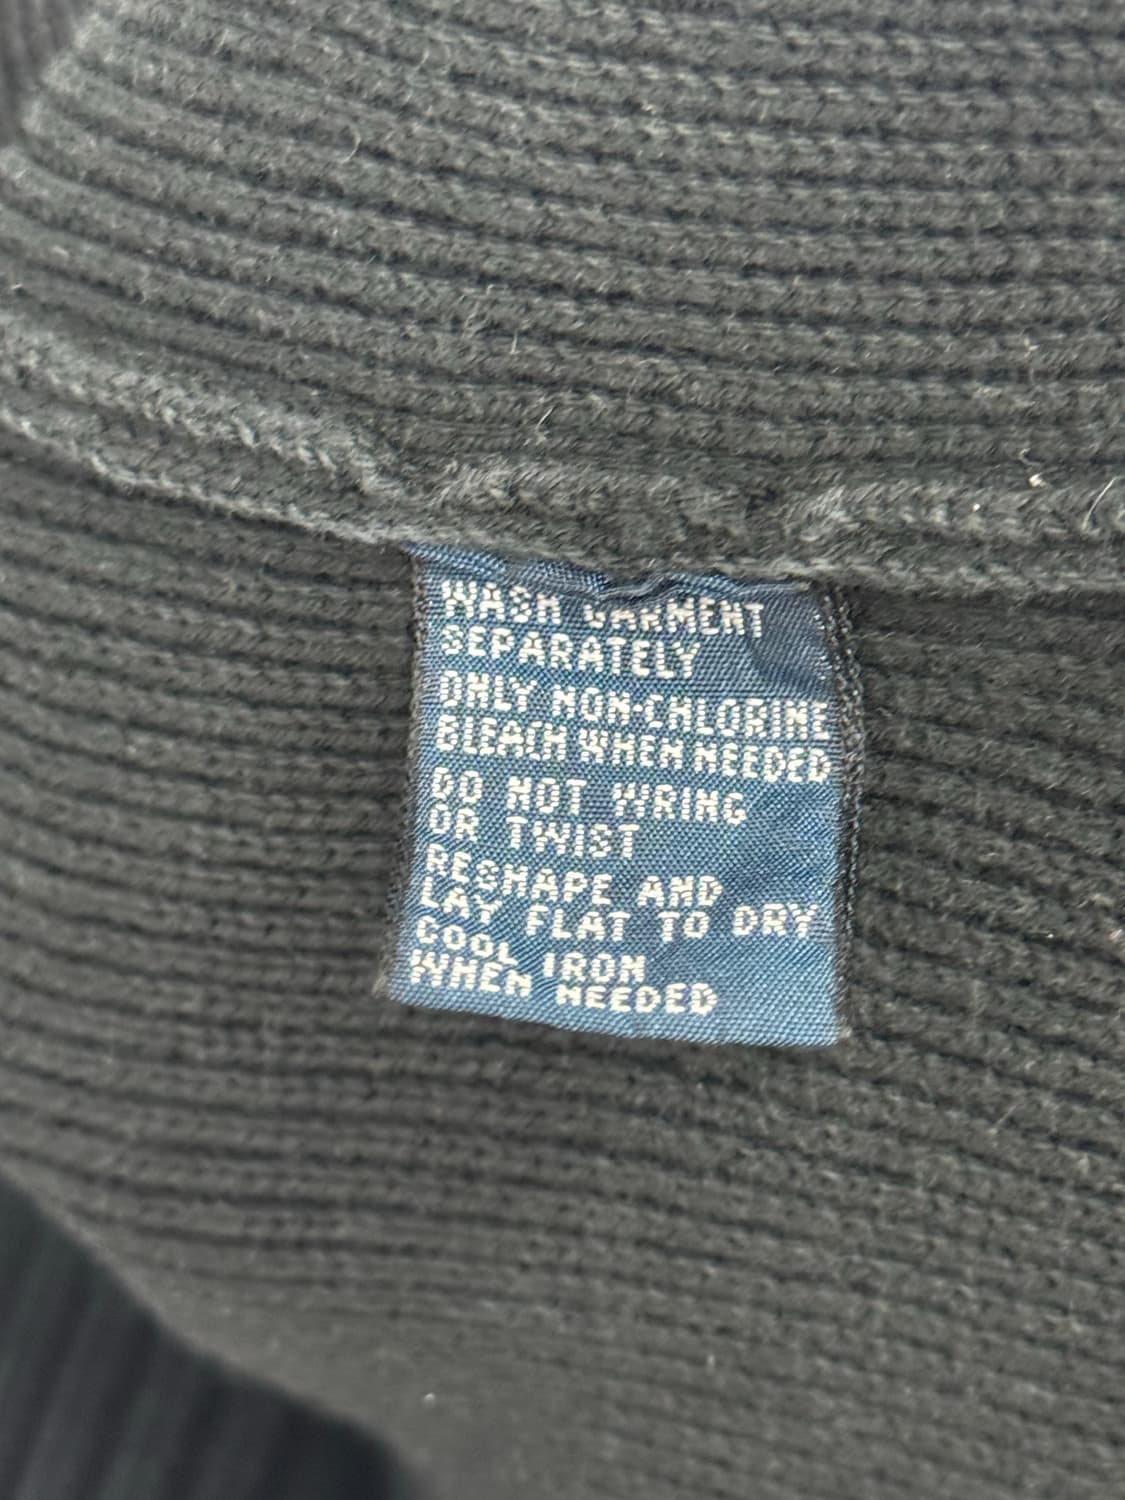 WASH GARMENT
SEPARATELY
ONLY NON-CHLORINE
BLEACH WHEN NEEDED
DO NOT WRING
OR TWIST
RESHAPE AND
LAY FLAT TO DRY
COOL IRON
WHEN NEEDED